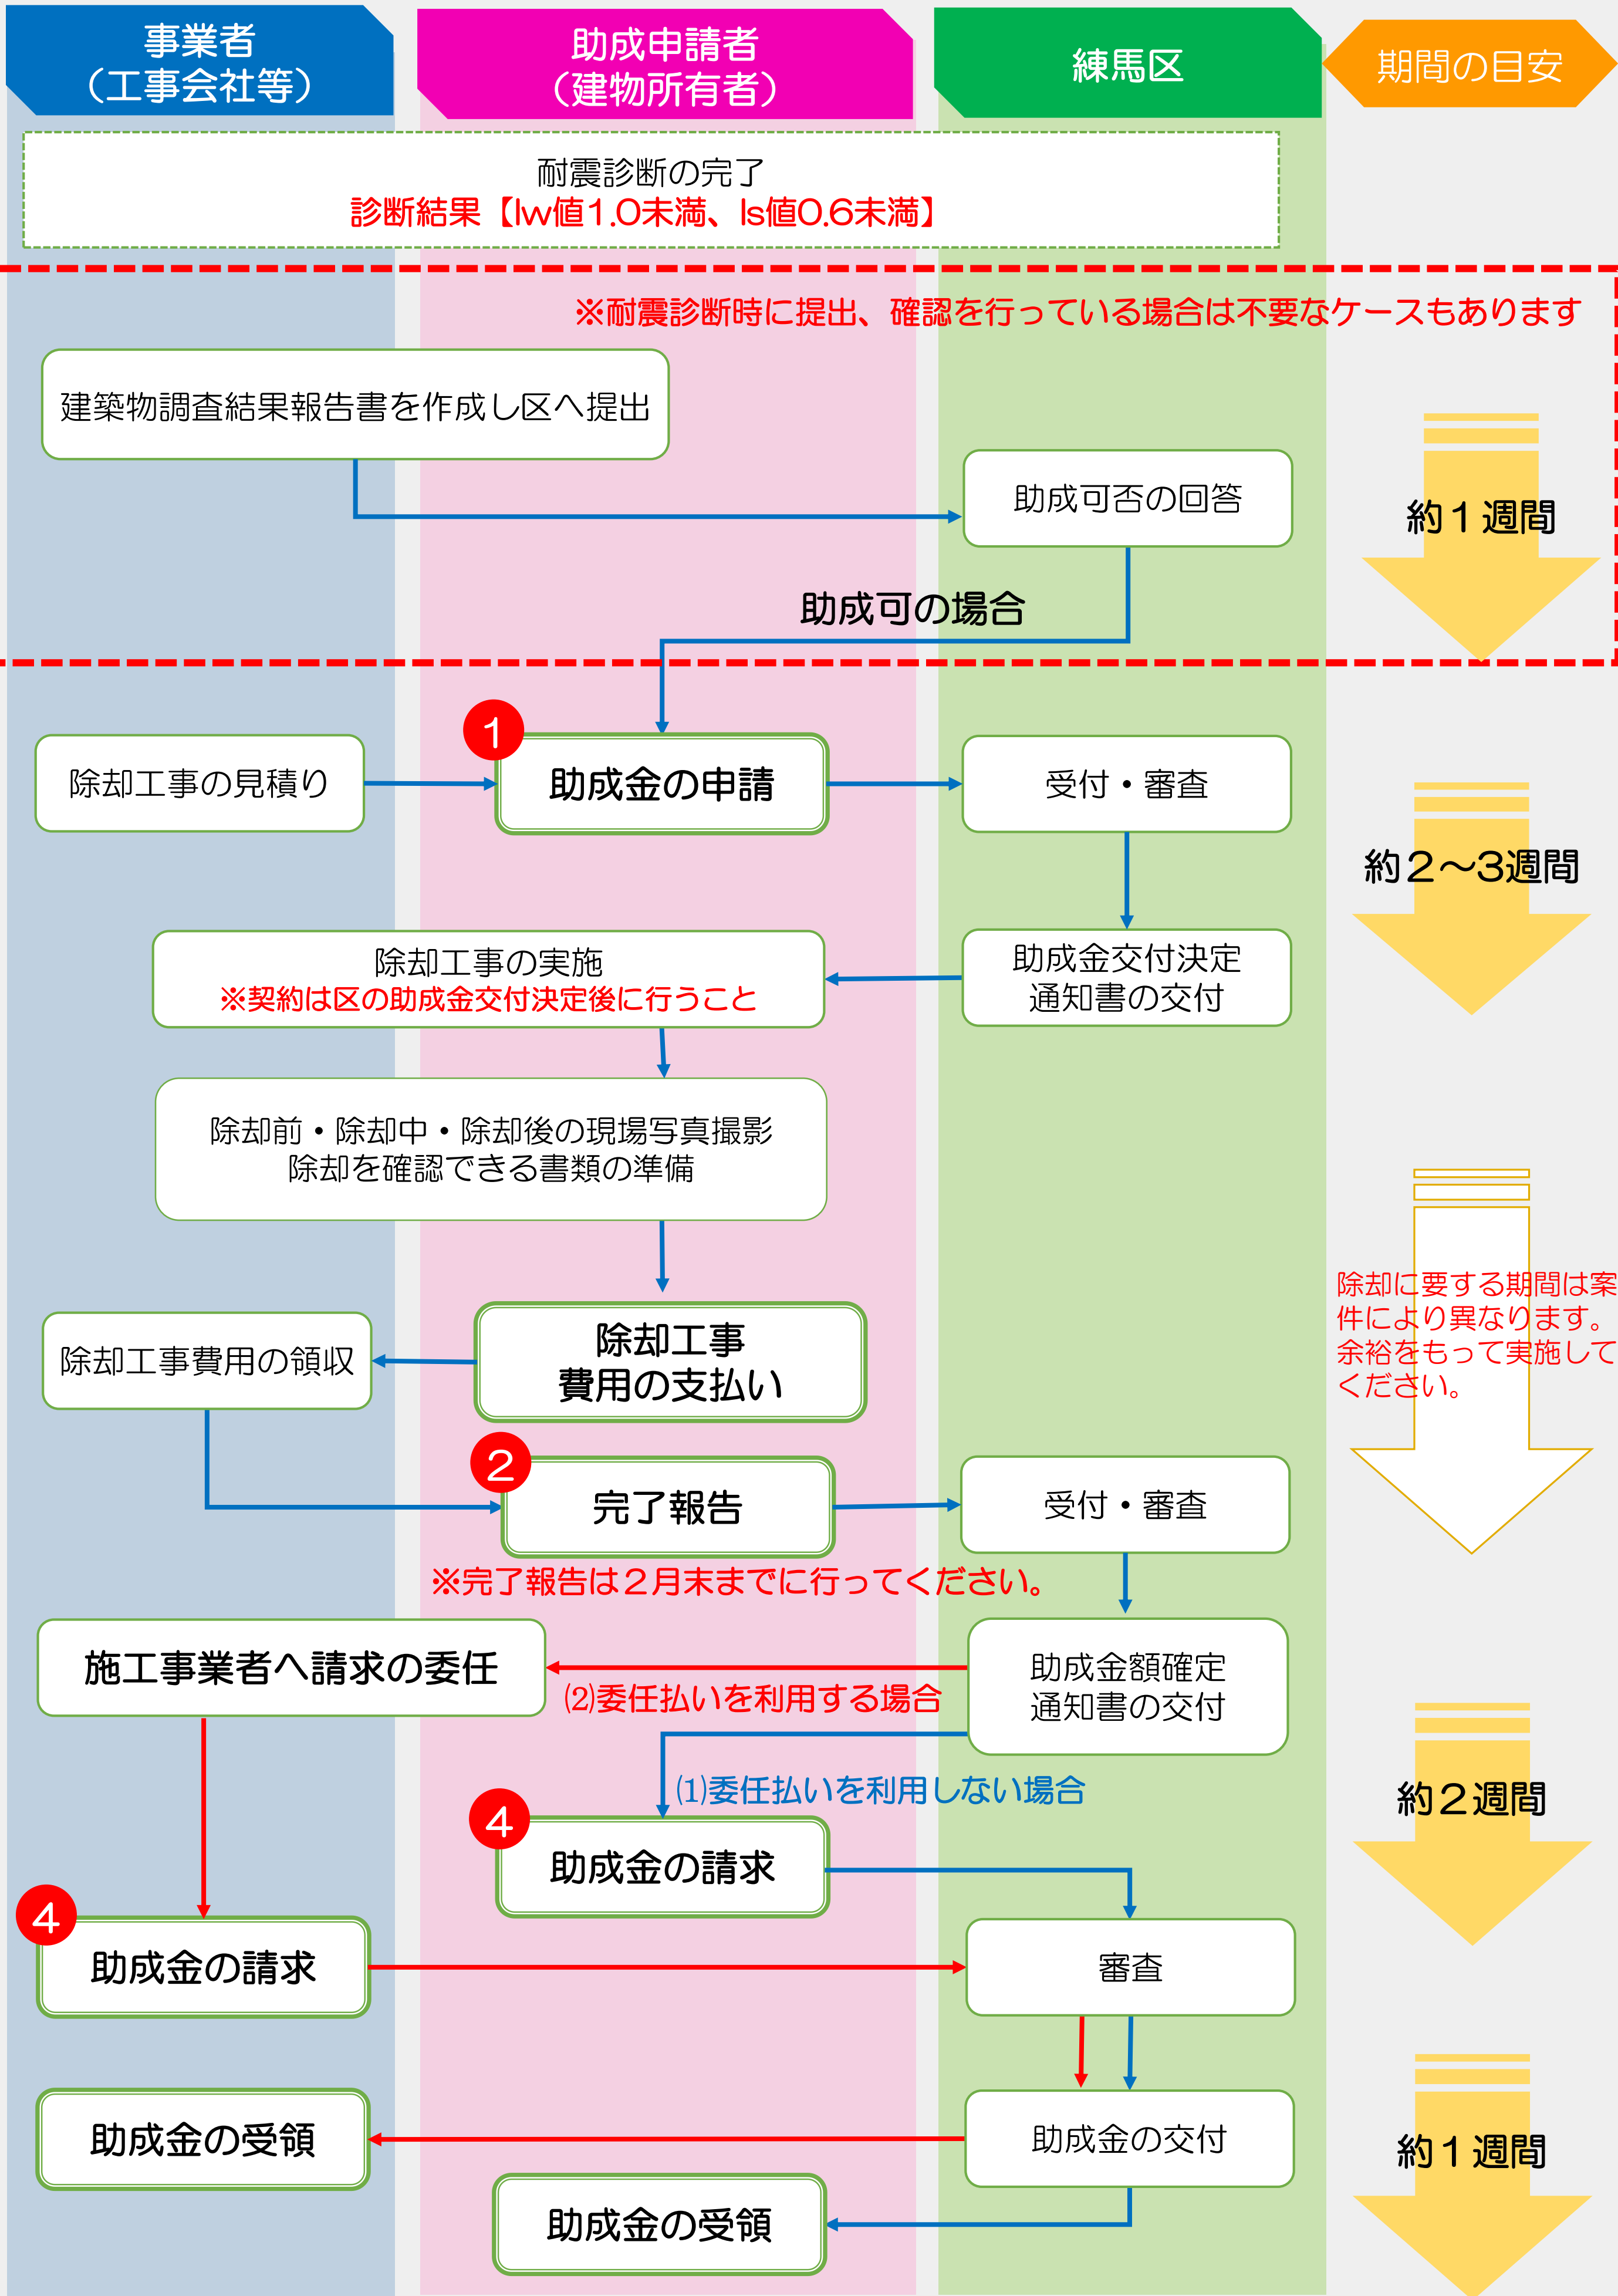 事業者
（工事会社等）
助成申請者
（建物所有者）
練馬区
期間の目安
耐震診断の完了
診断結果【Iw値1.0未満、Is値0.6未満】
※耐震診断時に提出、確認を行っている場合は不要なケースもあります
建築物調査結果報告書を作成し区へ提出
助成可否の回答
約１週間
助成可の場合
除却工事の見積り
1
助成金の申請
受付・審査
約２～３週間
除却工事の実施
※契約は区の助成金交付決定後に行うこと
助成金交付決定
通知書の交付
除却前・除却中・除却後の現場写真撮影
除却を確認できる書類の準備
除却に要する期間は案
件により異なります。
余裕をもって実施して
ください。
除却工事費用の領収
除却工事
費用の支払い
2
完了報告
受付・審査
※完了報告は２月末までに行ってください。
施工事業者へ請求の委任
⑵委任払いを利用する場合
助成金額確定
通知書の交付
⑴委任払いを利用しない場合
約２週間
4
助成金の請求
4
助成金の請求
審査
助成金の受領
助成金の交付
約１週間
助成金の受領